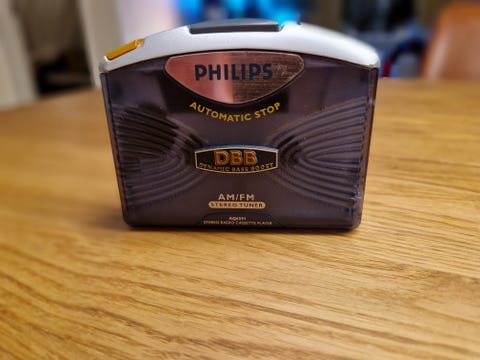 PHILIPS
AUTOMATIC STOP
DBB
DYNAMIC BASS BOOST
AM/FM
STEREO TUNER
STEREO RADIO CASSETTE PLAYER